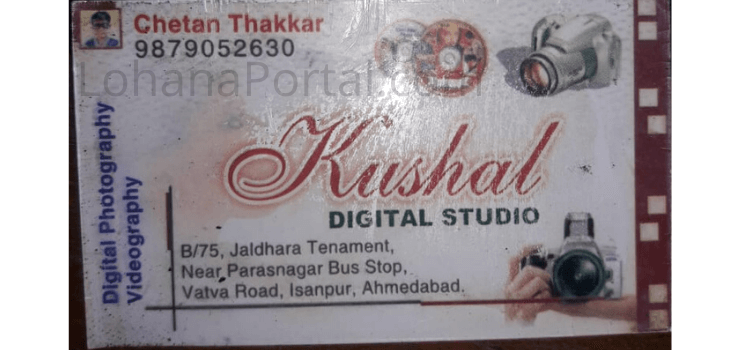 Chetan Thakkar
9879052630
LohanaPortal.com
Digital Photography
Videography
Kushal
DIGITAL STUDIO
B/75, Jaldhara Tenament,
Near Parasnagar Bus Stop,
Vatva Road, Isanpur, Ahmedabad.